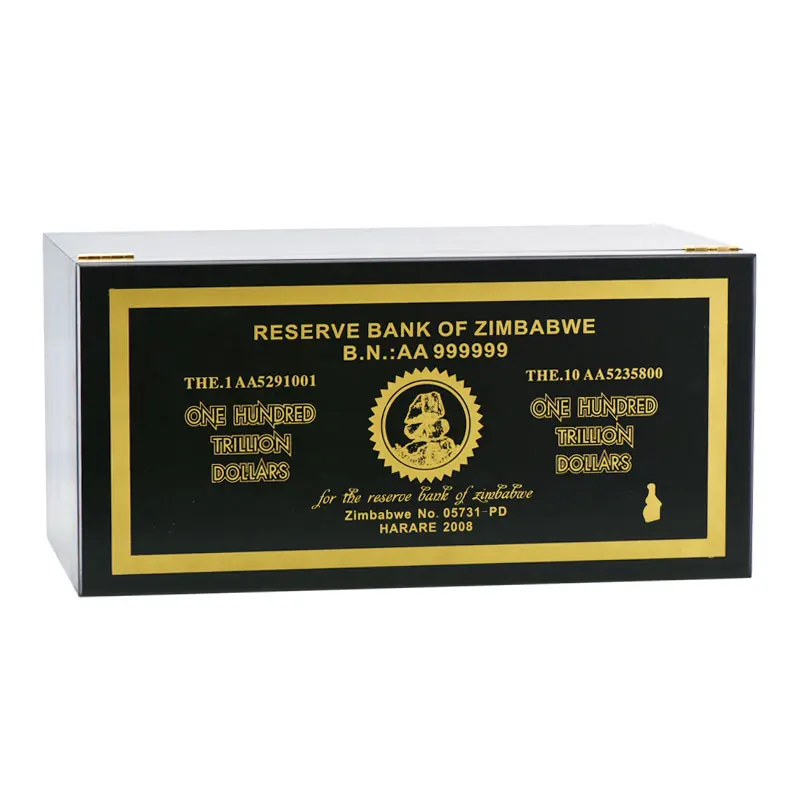 RESERVE BANK OF ZIMBABWE
B.N.:AA 999999
THE.1 AA5291001
ONE HUNDRED
TRILLION
DOLLARS
THE.10 AA5235800
ONE HUNDRED
TRILLION
DOLLARS
for the reserve bank of zimbabwe
Zimbabwe No. 05731-PD
HARARE 2008